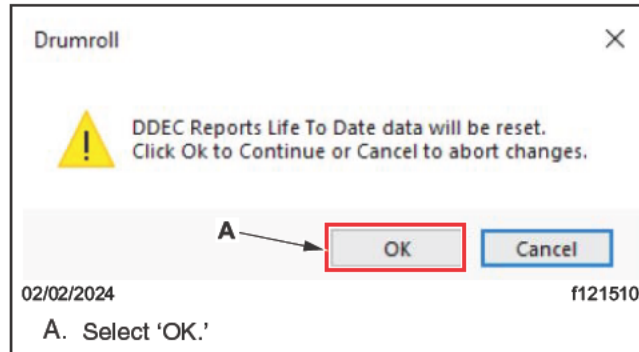 Drumroll
DDEC Reports Life To Date data will be reset.
Click Ok to Continue or Cancel to abort changes.
A
OK Cancel
02/02/2024 f121510
A. Select ‘OK.’